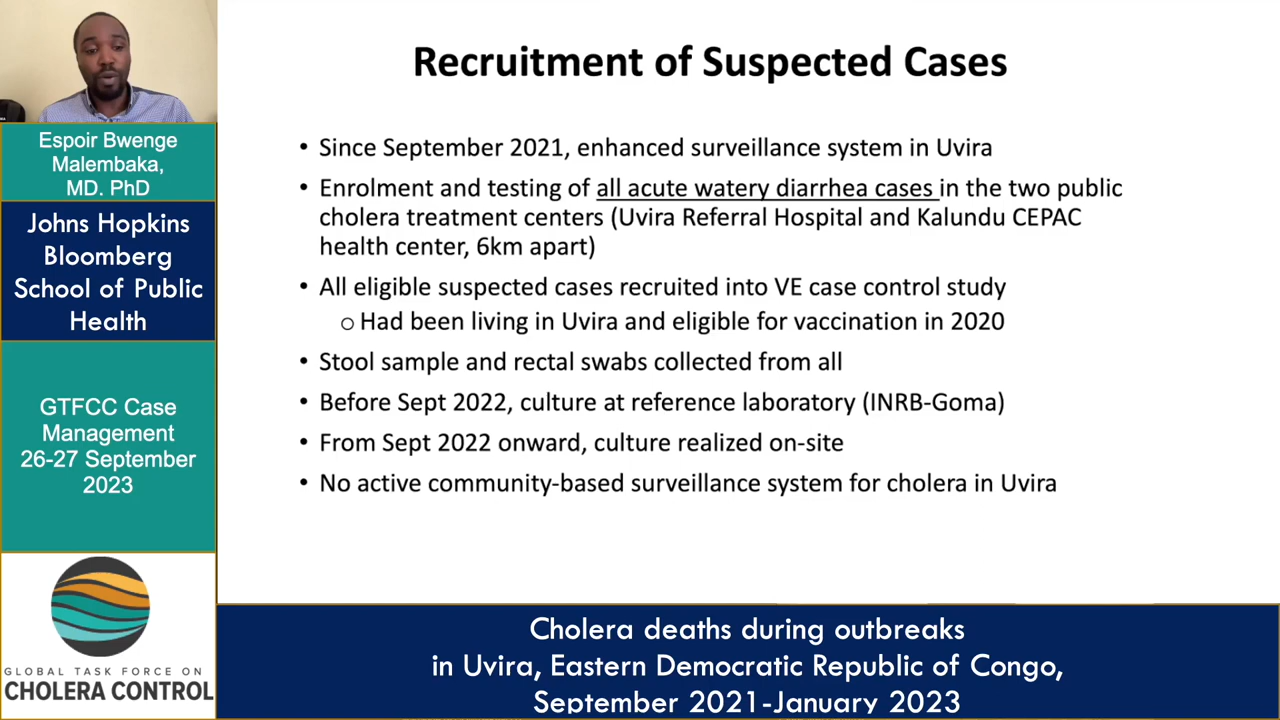 Recruitment of Suspected Cases
• Since September 2021, enhanced surveillance system in Uvira
• Enrolment and testing of all acute watery diarrhea cases in the two public
cholera treatment centers (Uvira Referral Hospital and Kalundu CEPAC
health center, 6km apart)
• All eligible suspected cases recruited into VE case control study
o Had been living in Uvira and eligible for vaccination in 2020
• Stool sample and rectal swabs collected from all
• Before Sept 2022, culture at reference laboratory (INRB-Goma)
• From Sept 2022 onward, culture realized on-site
• No active community-based surveillance system for cholera in Uvira
Espoir Bwenge
Malembaka,
MD. PhD
Johns Hopkins
Bloomberg
School of Public
Health
GTFCC Case
Management
26-27 September
2023
GLOBAL TASK FORCE ON
CHOLERA CONTROL
Cholera deaths during outbreaks
in Uvira, Eastern Democratic Republic of Congo,
September 2021-January 2023